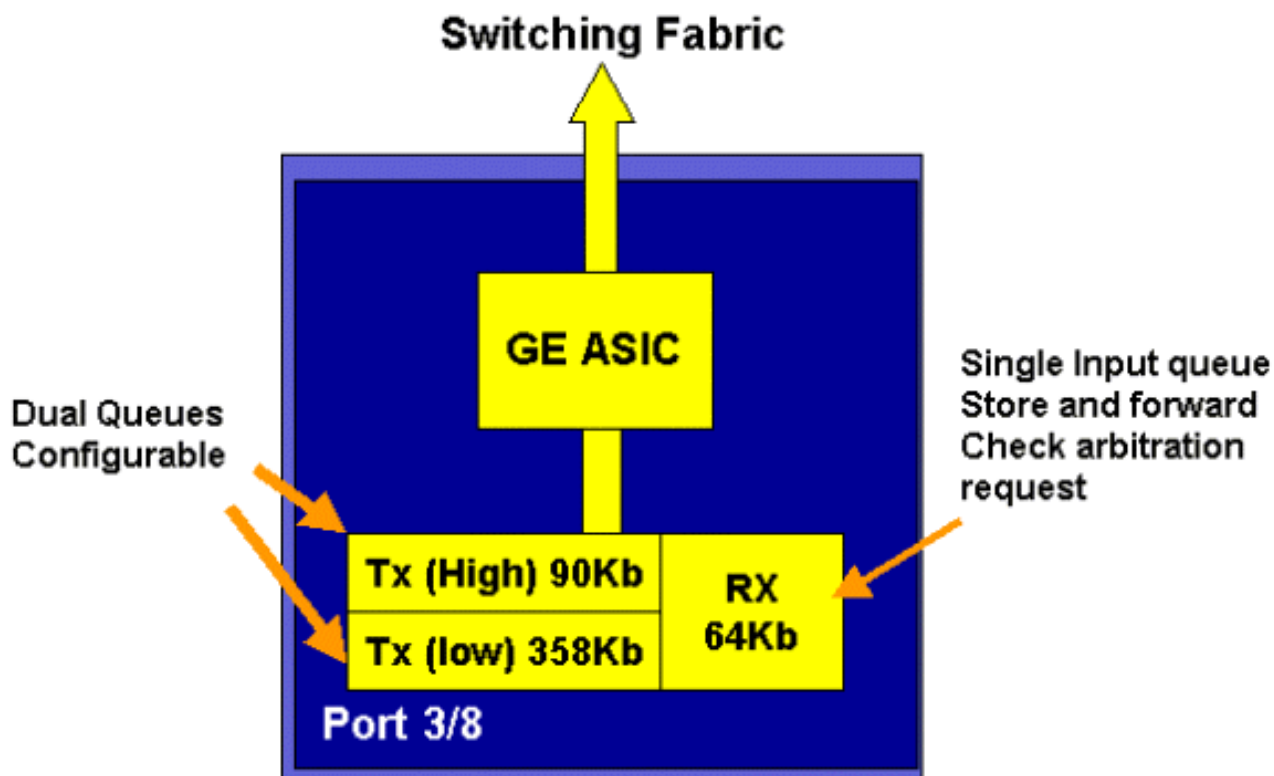 Switching Fabric
GE ASIC
Dual Queues
Configurable
Single Input queue
Store and forward
Check arbitration
request
Tx (High) 90Kb
Tx (low) 358Kb
RX
64Kb
Port 3/8